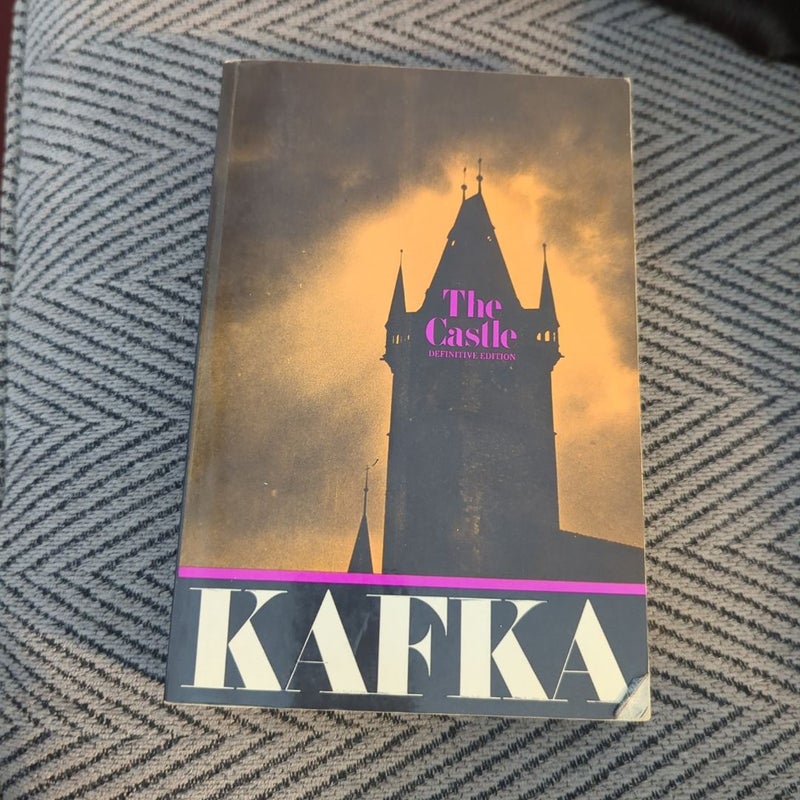 The
Castle
DEFINITIVE EDITION
KAFKA